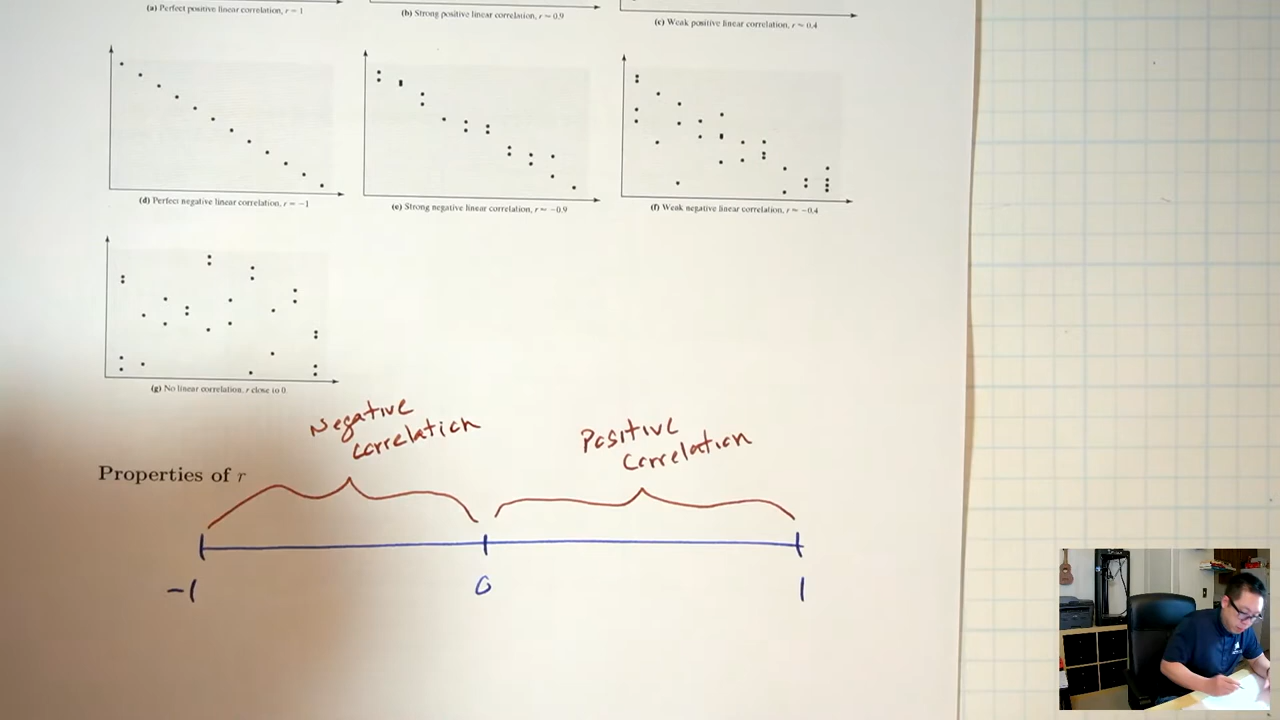 (a) Perfect positive linear correlation, r = 1
(b) Strong positive linear correlation, r ≈ 0.9
(c) Weak positive linear correlation, r ≈ 0.4
(d) Perfect negative linear correlation, r = −1
(e) Strong negative linear correlation, r ≈ −0.9
(f) Weak negative linear correlation, r ≈ −0.4
(g) No linear correlation, r close to 0.
Negative
correlation
Positive
Correlation
Properties of r
-1
0
1